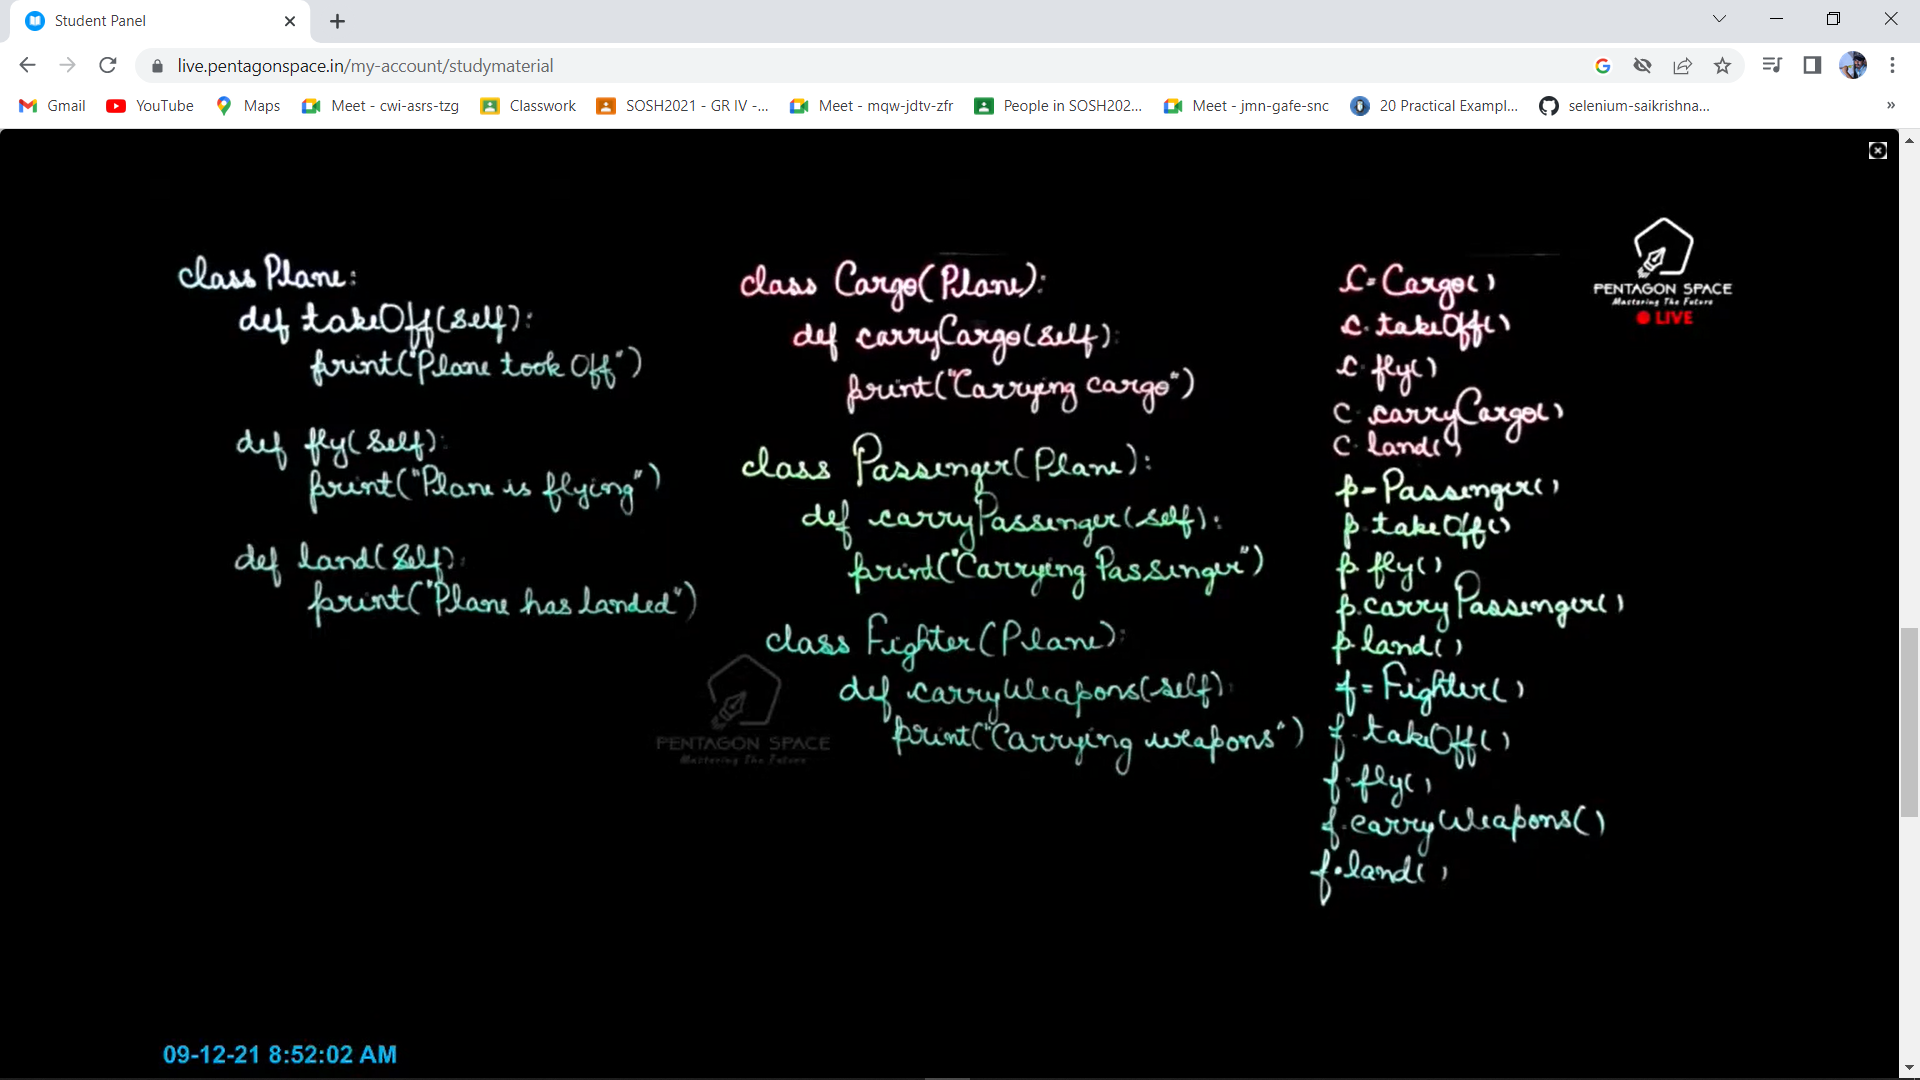 Student Panel
live.pentagonspace.in/my-account/studymaterial
Gmail
YouTube
Maps
Meet - cwi-asrs-tzg
Classwork
SOSH2021 - GR IV -...
Meet - mqw-jdtv-zfr
People in SOSH202...
Meet - jmn-gafe-snc
20 Practical Exampl...
selenium-saikrishna...
»
class Plane:
def takeOff(self):
print("Plane took Off")
def fly(self):
print("Plane is flying")
def land(self):
print("Plane has landed")
class Cargo(Plane):
def carryCargo(self):
print("Carrying cargo")
class Passenger(Plane):
def carryPassenger(self):
print("Carrying Passenger")
class Fighter(Plane):
def carryWeapons(self):
print("Carrying weapons")
C = Cargo()
c.takeOff()
c.fly()
c.carryCargo()
c.land()
p = Passenger()
p.takeOff()
p.fly()
p.carryPassenger()
p.land()
f = Fighter()
f.takeOff()
f.fly()
f.carryWeapons()
f.land()
PENTAGON SPACE
Mastering The Future
LIVE
PENTAGON SPACE
Mastering The Future
09-12-21 8:52:02 AM